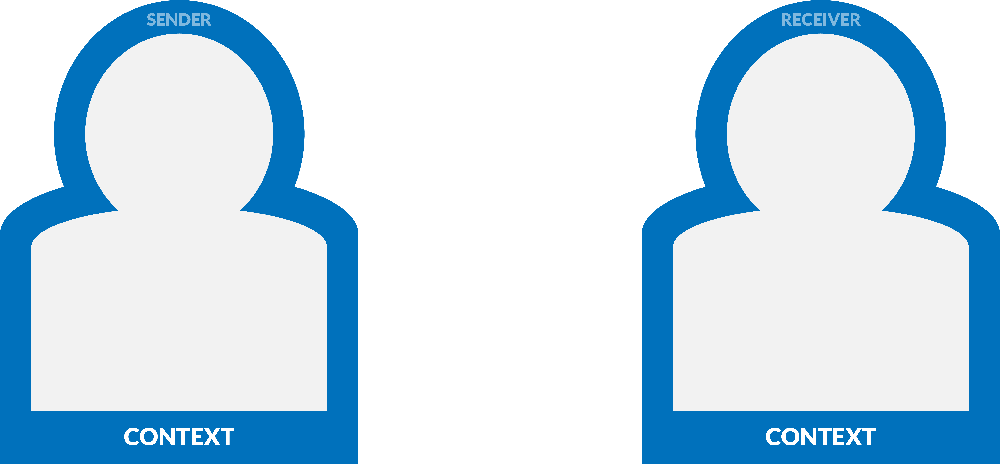 SENDER
RECEIVER
CONTEXT
CONTEXT